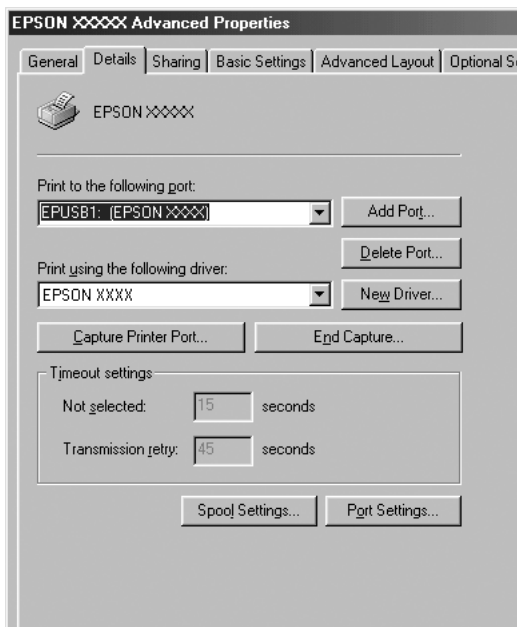 EPSON XXXXX Advanced Properties
General Details Sharing Basic Settings Advanced Layout Optional S
EPSON XXXXX
Print to the following port:
EPUSB1: (EPSON XXXX) Add Port...
Delete Port...
Print using the following driver:
EPSON XXXX New Driver...
Capture Printer Port... End Capture...
Timeout settings
Not selected: 15 seconds
Transmission retry: 45 seconds
Spool Settings... Port Settings...